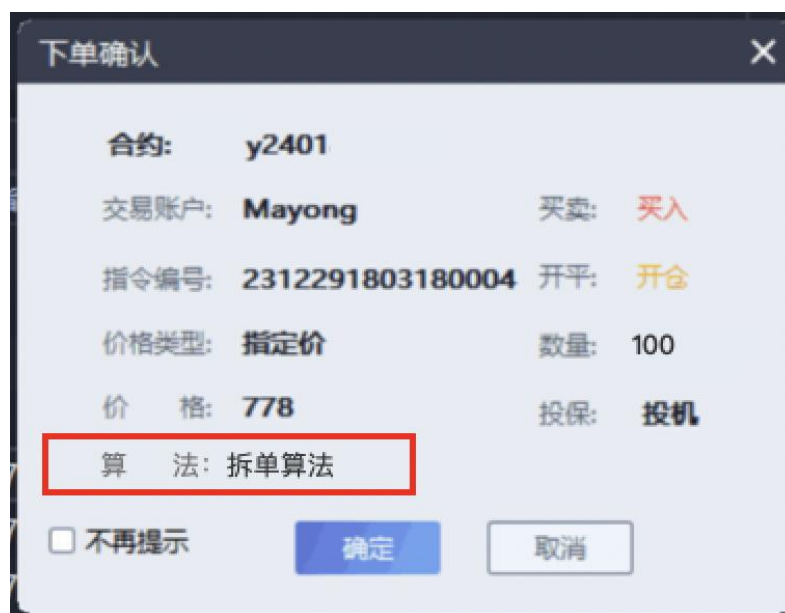 下单确认
合约: y2401
交易账户: Mayong 买卖: 买入
指令编号: 2312291803180004 开平: 开仓
价格类型: 指定价 数量: 100
价 格: 778 投保: 投机
算 法: 拆单算法
不再提示 确定 取消